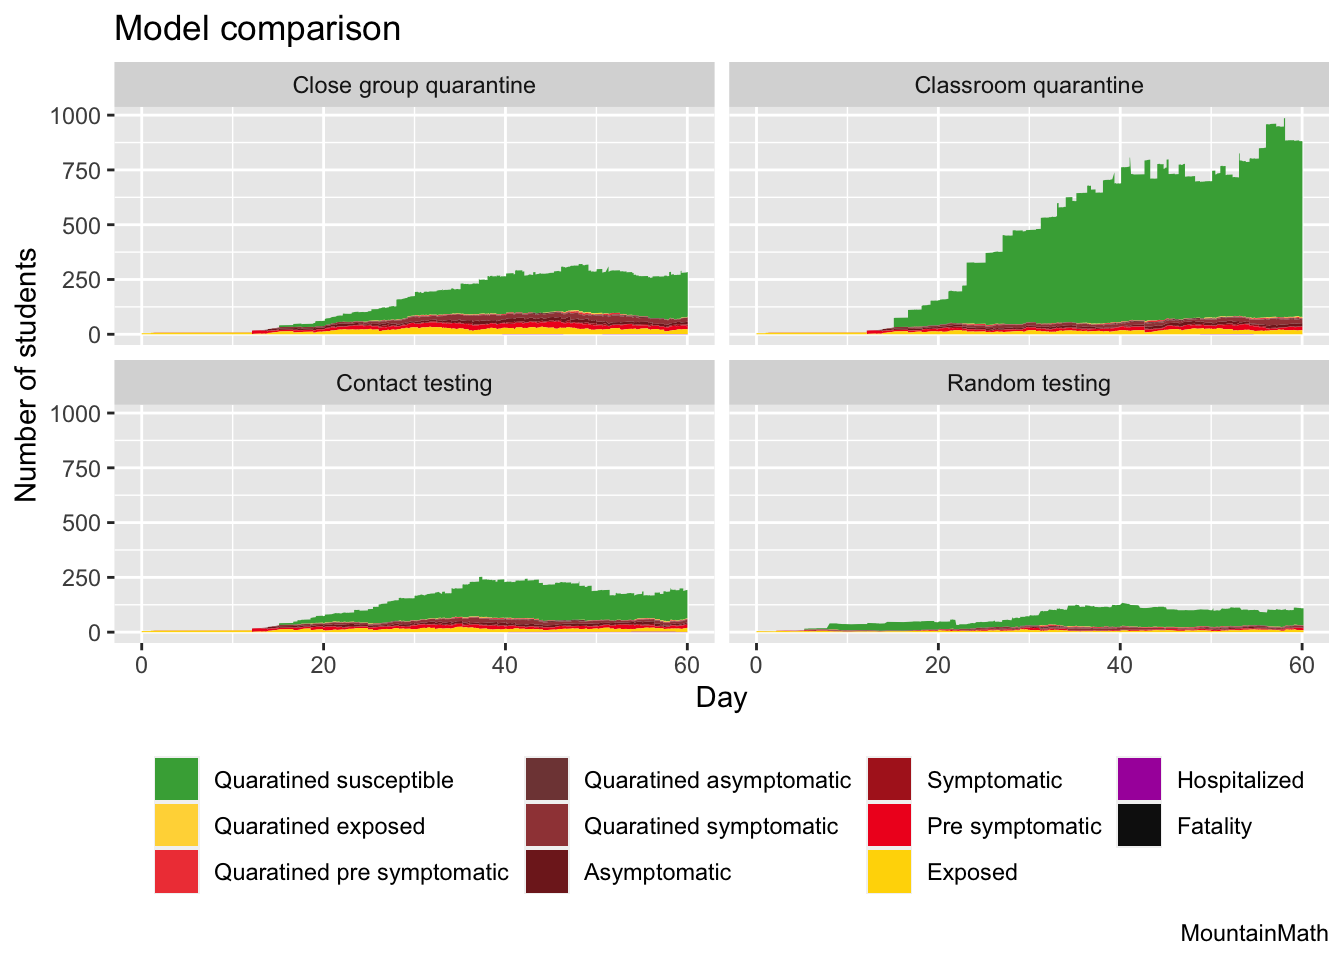 Model comparison
Close group quarantine
Classroom quarantine
1000
750
500
250
0
Contact testing
Random testing
1000
750
500
250
0
0 20 40 60 0 20 40 60
Number of students
Day
Quaratined susceptible Quaratined asymptomatic Symptomatic Hospitalized
Quaratined exposed Quaratined symptomatic Pre symptomatic Fatality
Quaratined pre symptomatic Asymptomatic Exposed
MountainMath